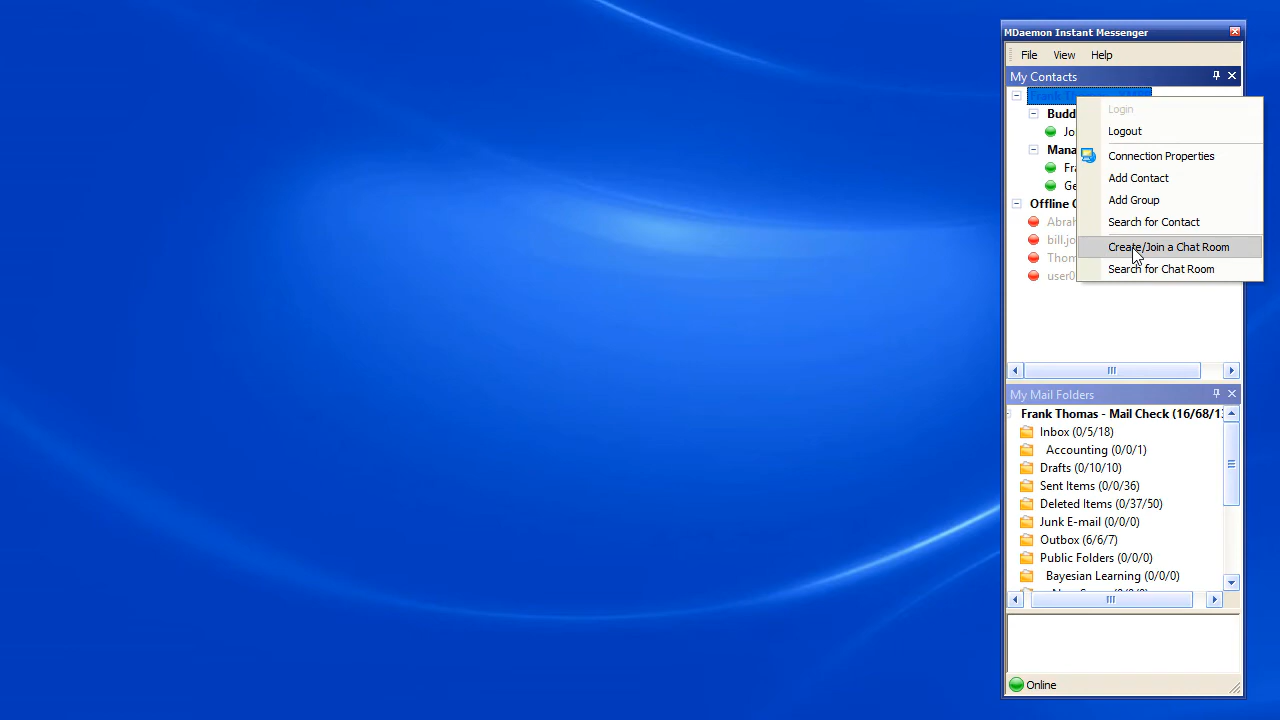 MDaemon Instant Messenger
File View Help
My Contacts
Login
Logout
Connection Properties
Add Contact
Add Group
Search for Contact
Create/Join a Chat Room
Search for Chat Room
Budd
Jo
Mana
Fra
Ge
Offline C
Abrah
bill.jo
Thom
user0
My Mail Folders
Frank Thomas - Mail Check (16/68/13
Inbox (0/5/18)
Accounting (0/0/1)
Drafts (0/10/10)
Sent Items (0/0/36)
Deleted Items (0/37/50)
Junk E-mail (0/0/0)
Outbox (6/6/7)
Public Folders (0/0/0)
Bayesian Learning (0/0/0)
Online